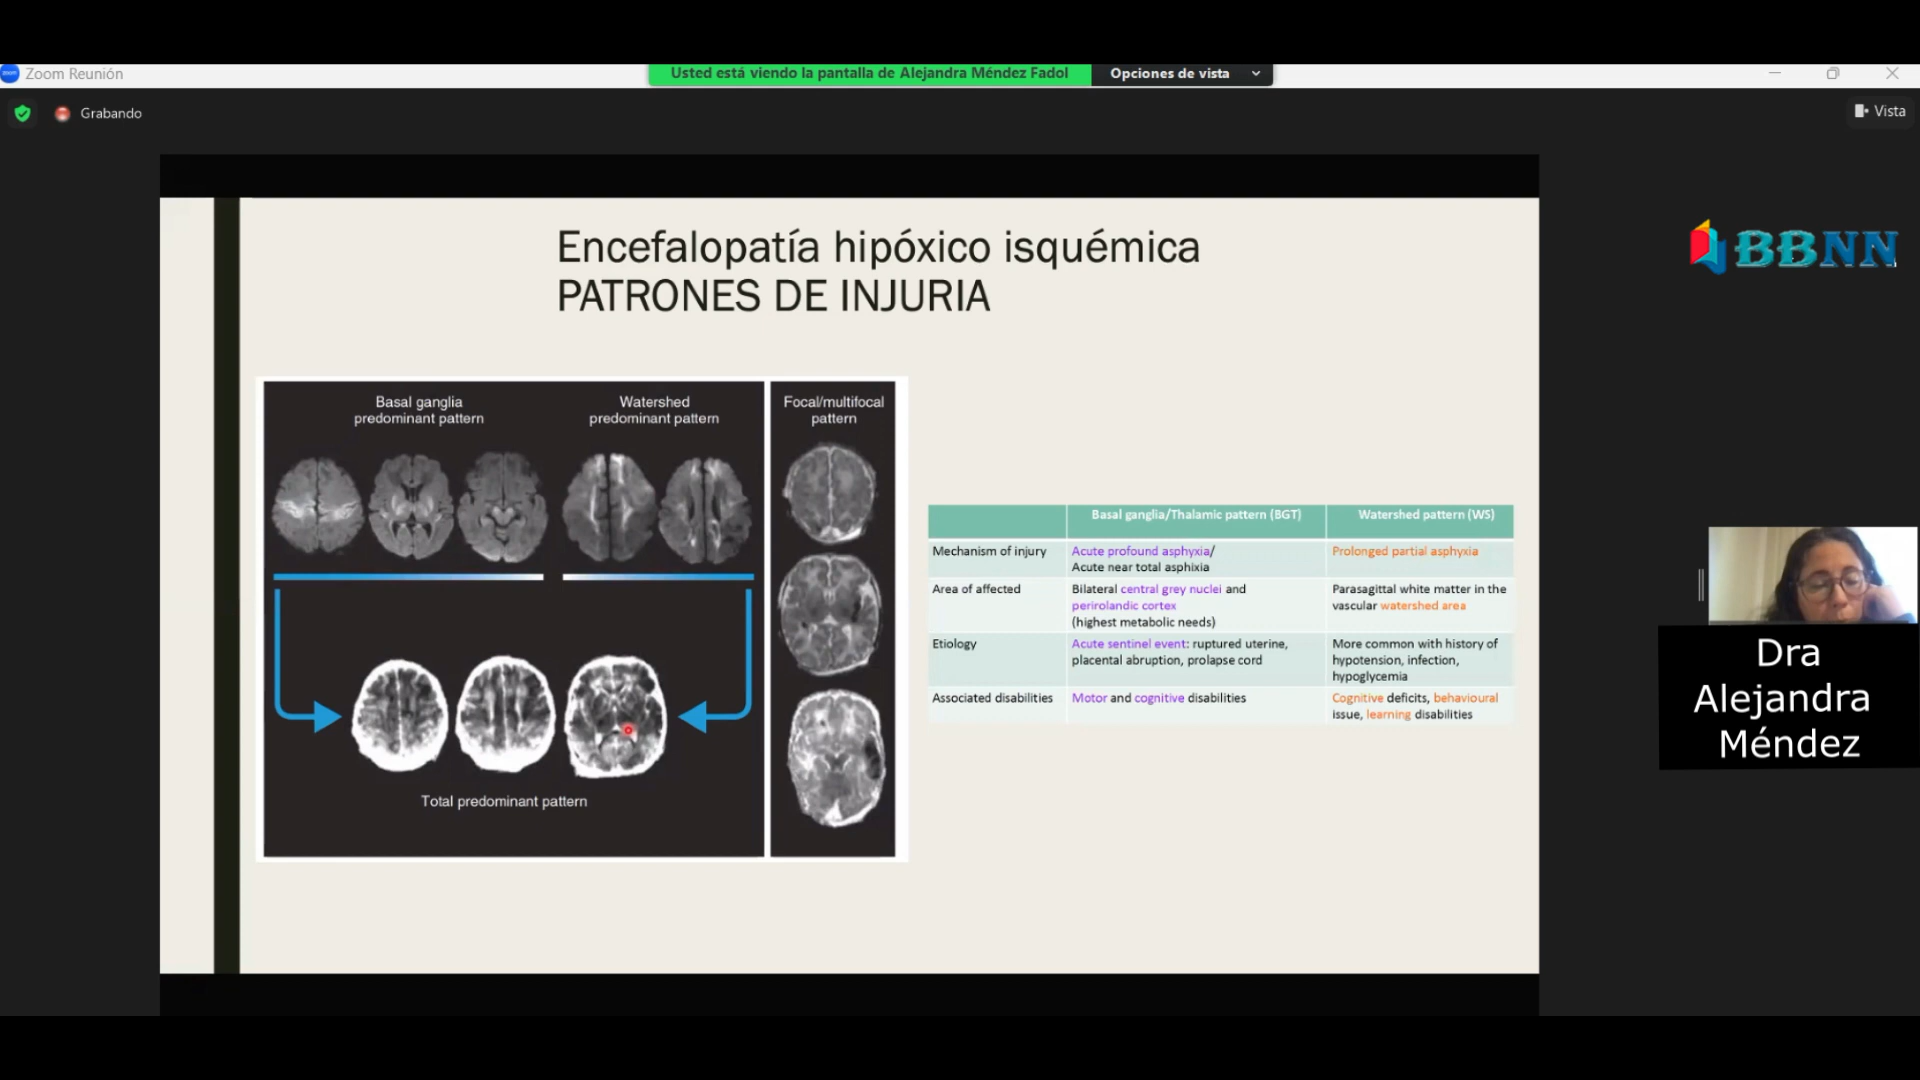 Zoom Reunión
Usted está viendo la pantalla de Alejandra Méndez Fadol
Opciones de vista
Grabando
Vista
BBNN
Encefalopatía hipóxico isquémica
PATRONES DE INJURIA
Basal ganglia
predominant pattern
Watershed
predominant pattern
Focal/multifocal
pattern
Total predominant pattern
Basal ganglia/Thalamic pattern (BGT)
Watershed pattern (WS)
Mechanism of injury
Acute profound asphyxia/
Acute near total asphixia
Prolonged partial asphyxia
Area of affected
Bilateral central grey nuclei and
perirolandic cortex
(highest metabolic needs)
Parasagittal white matter in the
vascular watershed area
Etiology
Acute sentinel event: ruptured uterine,
placental abruption, prolapse cord
More common with history of
hypotension, infection,
hypoglycemia
Associated disabilities
Motor and cognitive disabilities
Cognitive deficits, behavioural
issue, learning disabilities
Dra
Alejandra
Méndez